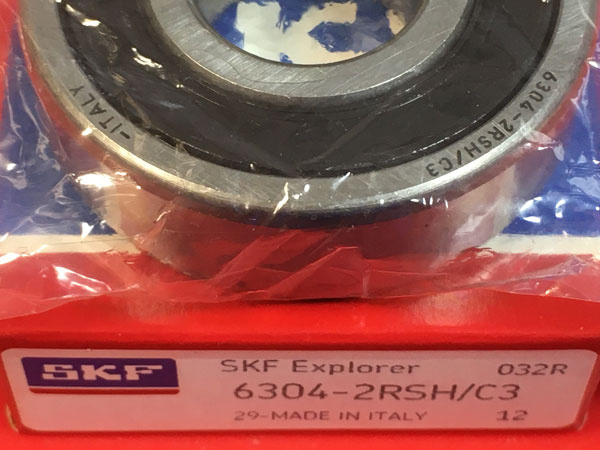 -ITALY
6304-2RSH/C3
SKF
SKF Explorer
032R
6304-2RSH/C3
29-MADE IN ITALY
12